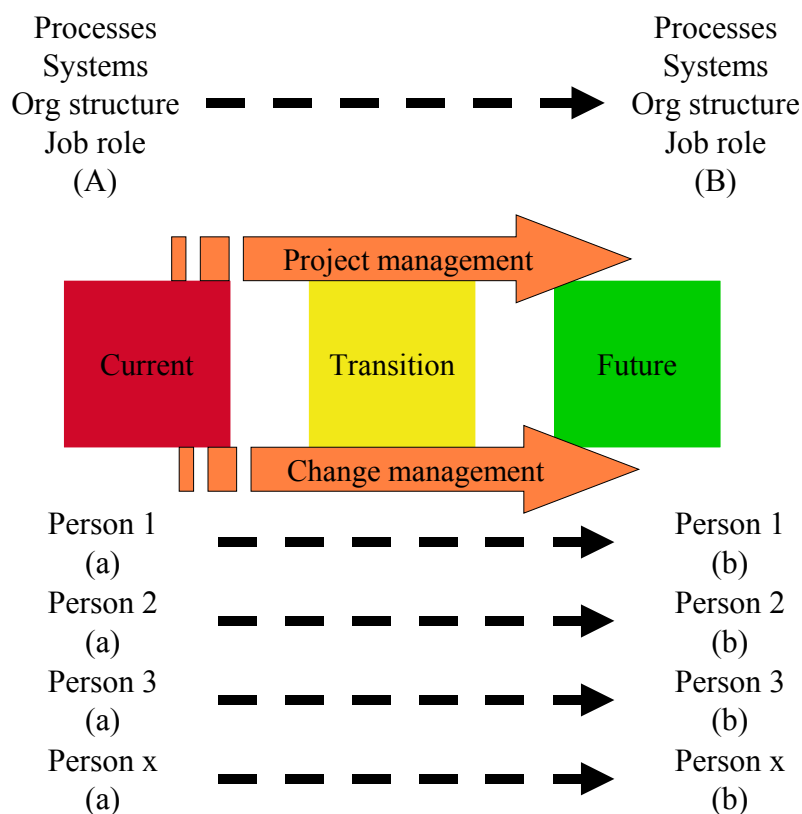 Processes
Systems
Org structure
Job role
(A)
Processes
Systems
Org structure
Job role
(B)
Project management
Current
Transition
Future
Change management
Person 1
(a)
Person 1
(b)
Person 2
(a)
Person 2
(b)
Person 3
(a)
Person 3
(b)
Person x
(a)
Person x
(b)